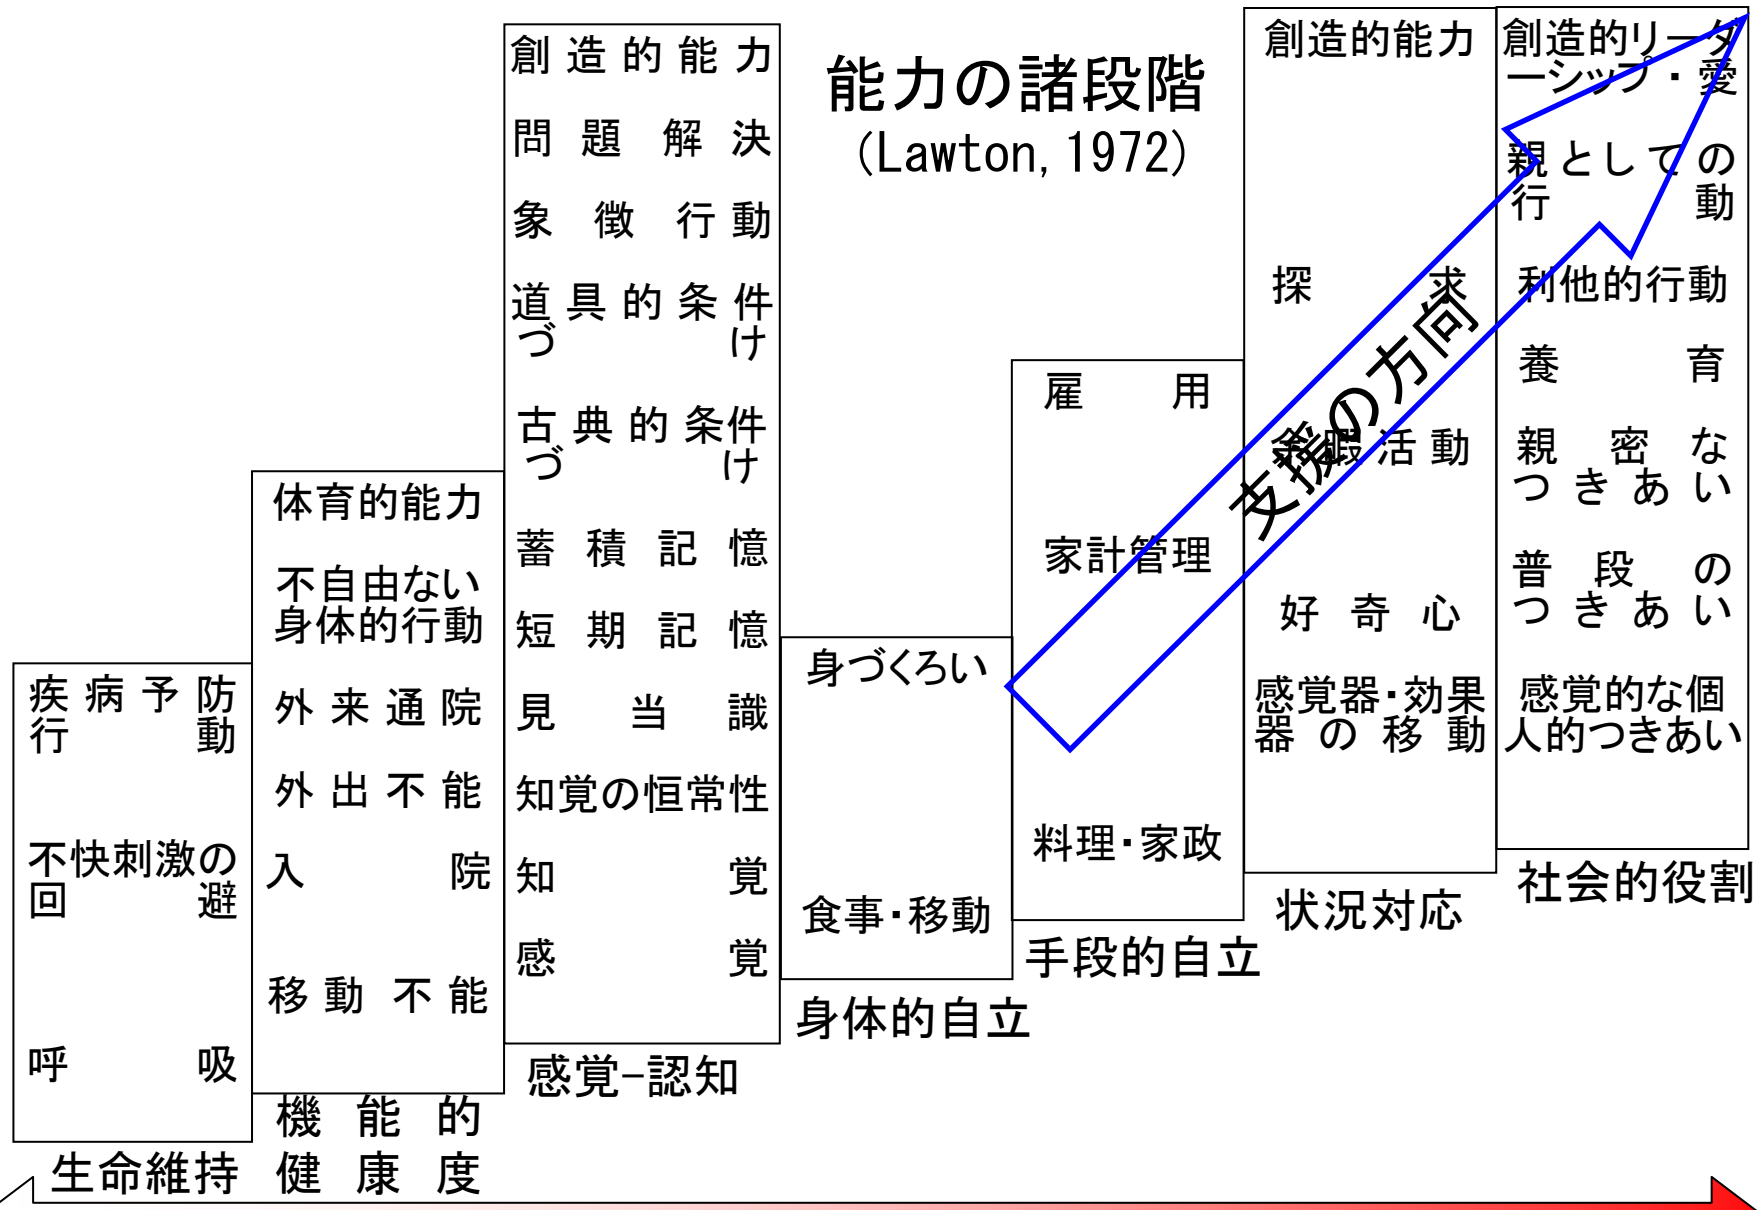 能力の諸段階
(Lawton, 1972)
疾病予防
行動
不快刺激の
回避
呼吸
生命維持
体育的能力
不自由ない
身体的行動
外来通院
外出不能
入院
移動不能
機能的
健康度
創造的能力
問題解決
象徴行動
道具的条件
づけ
古典的条件
づけ
蓄積記憶
短期記憶
見当識
知覚の恒常性
知覚
感覚
感覚-認知
身づくろい
食事・移動
身体的自立
雇用
家計管理
料理・家政
手段的自立
創造的能力
探求
余暇活動
好奇心
感覚器・効果
器の移動
状況対応
創造的リーダ
ーシップ・愛
親としての
行動
利他的行動
養育
親密な
つきあい
普段の
つきあい
感覚的な個
人的つきあい
社会的役割
支援の方向